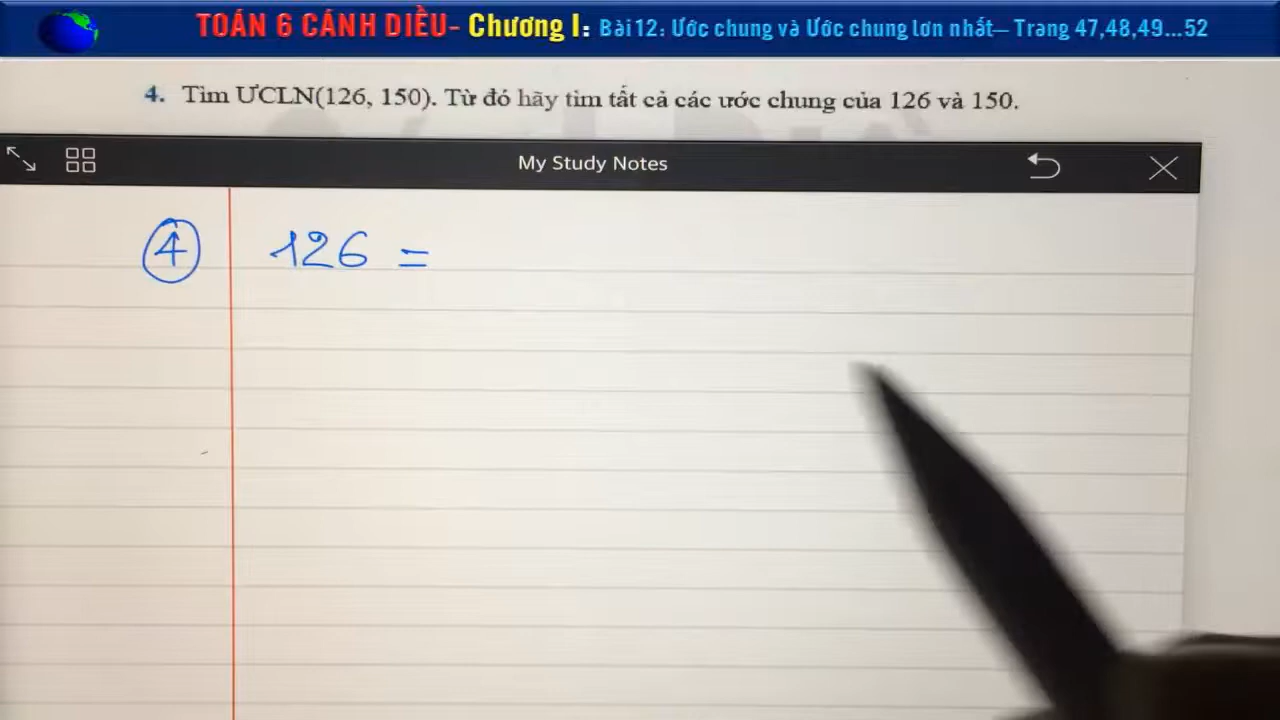 TOÁN 6 CÁNH DIỀU- Chương I: Bài 12: Ước chung và Ước chung lơn nhất– Trang 47,48,49...52
4. Tìm ƯCLN(126, 150). Từ đó hãy tìm tất cả các ước chung của 126 và 150.
My Study Notes
4 126 =